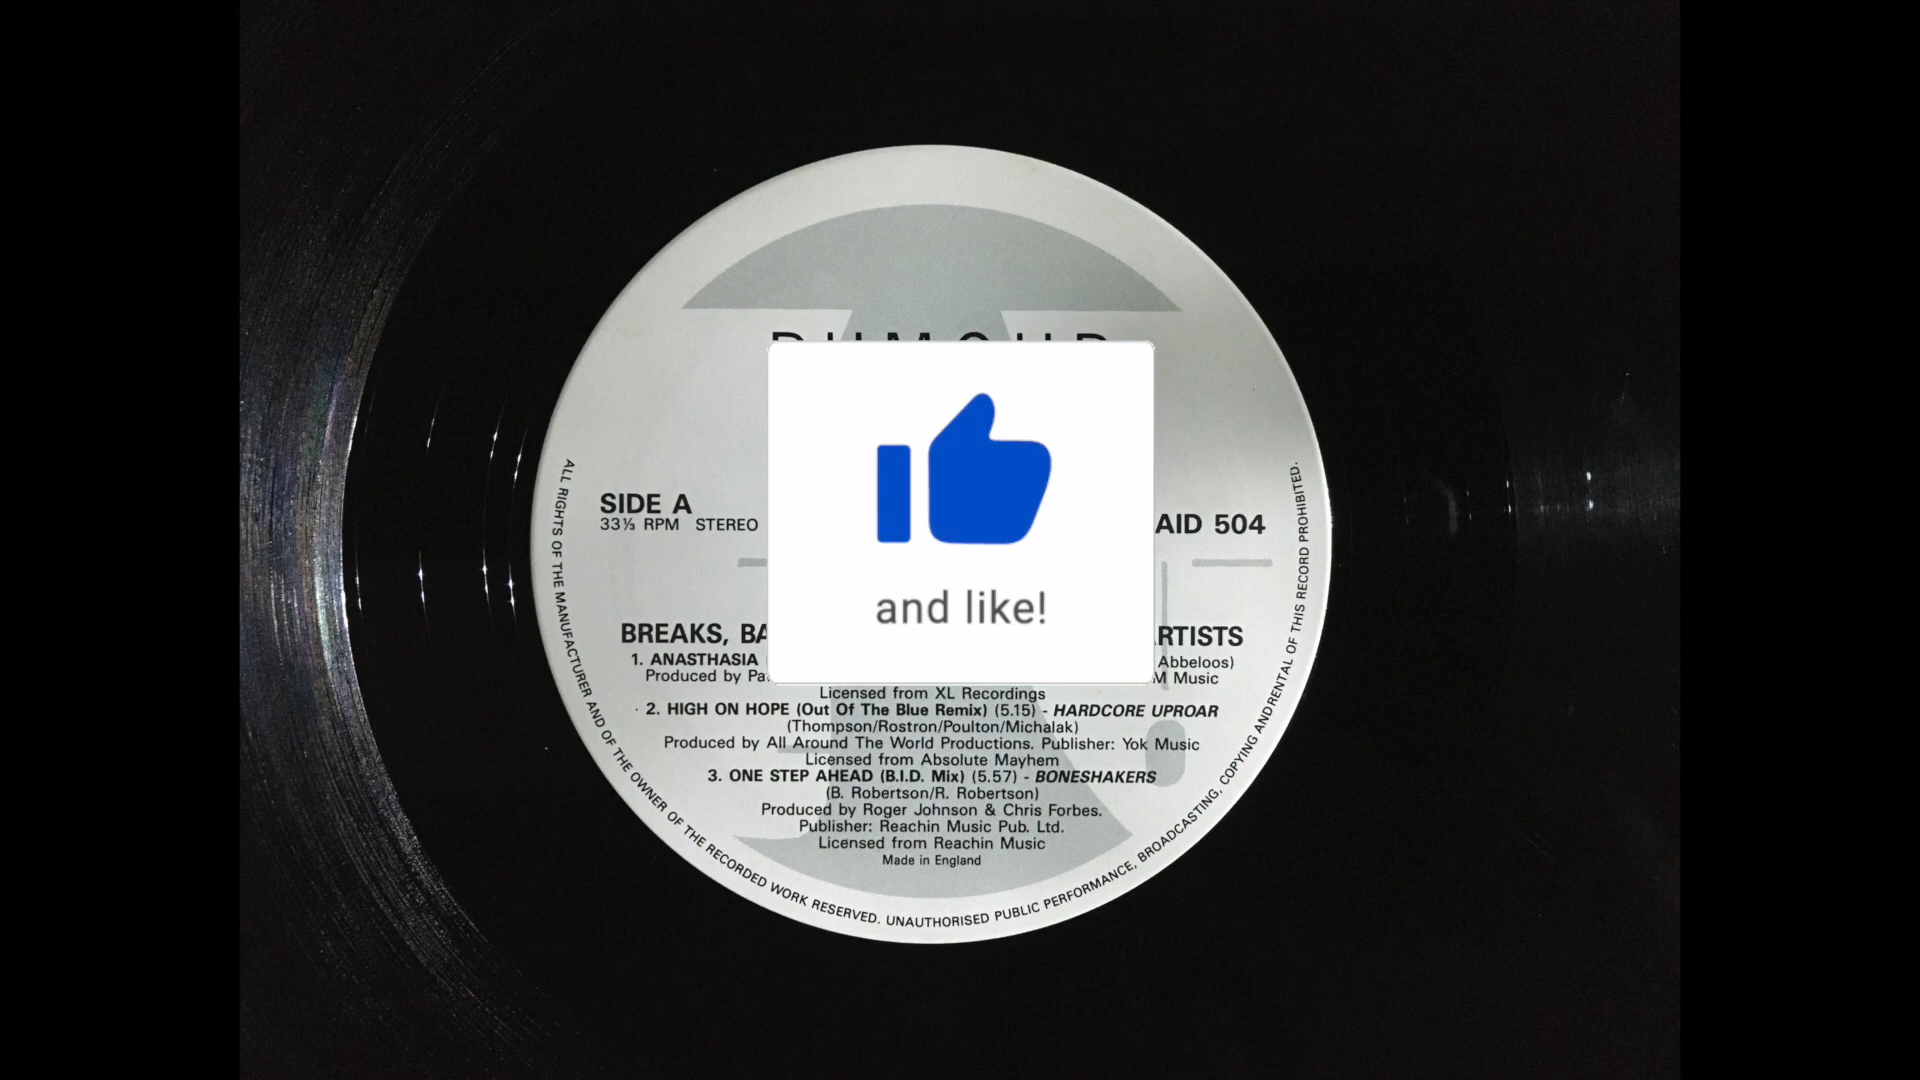 SIDE A
33⅓ RPM STEREO
AID 504
and like!
BREAKS, BA
RTISTS
1. ANASTHASIA
Abbeloos)
Produced by Pa
M Music
Licensed from XL Recordings
2. HIGH ON HOPE (Out Of The Blue Remix) (5.15) - HARDCORE UPROAR
(Thompson/Rostron/Poulton/Michalak)
Produced by All Around The World Productions. Publisher: Yok Music
Licensed from Absolute Mayhem
3. ONE STEP AHEAD (B.I.D. Mix) (5.57) - BONESHAKERS
(B. Robertson/R. Robertson)
Produced by Roger Johnson & Chris Forbes.
Publisher: Reachin Music Pub. Ltd.
Licensed from Reachin Music
Made in England
ALL RIGHTS OF THE MANUFACTURER AND OF THE OWNER OF THE RECORDED WORK RESERVED. UNAUTHORISED PUBLIC PERFORMANCE, BROADCASTING, COPYING AND RENTAL OF THIS RECORD PROHIBITED.